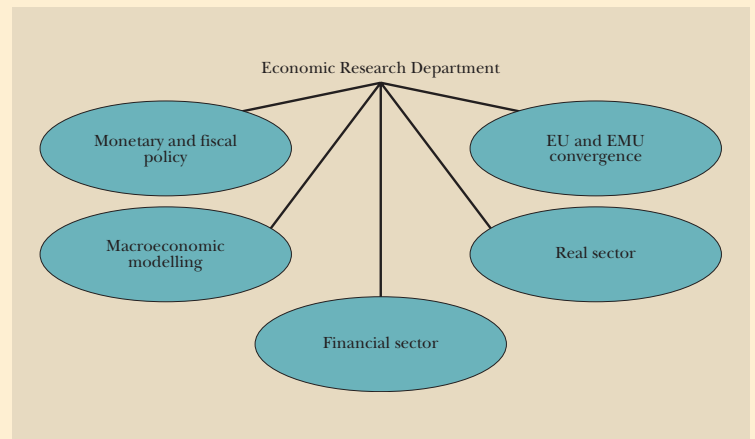 Economic Research Department
Monetary and fiscal
policy
EU and EMU
convergence
Macroeconomic
modelling
Real sector
Financial sector